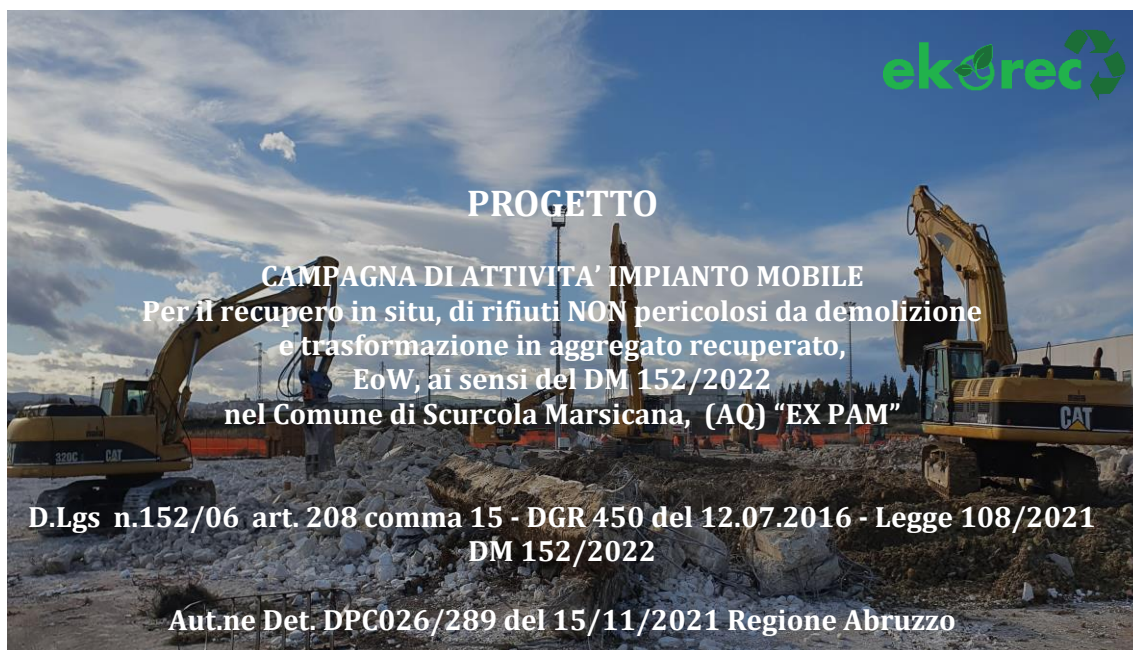 ekorec
PROGETTO
CAMPAGNA DI ATTIVITA’ IMPIANTO MOBILE
Per il recupero in situ, di rifiuti NON pericolosi da demolizione
e trasformazione in aggregato recuperato,
EoW, ai sensi del DM 152/2022
nel Comune di Scurcola Marsicana, (AQ) “EX PAM”
320C CAT
CAT
D.Lgs n.152/06 art. 208 comma 15 - DGR 450 del 12.07.2016 - Legge 108/2021
DM 152/2022
Aut.ne Det. DPC026/289 del 15/11/2021 Regione Abruzzo